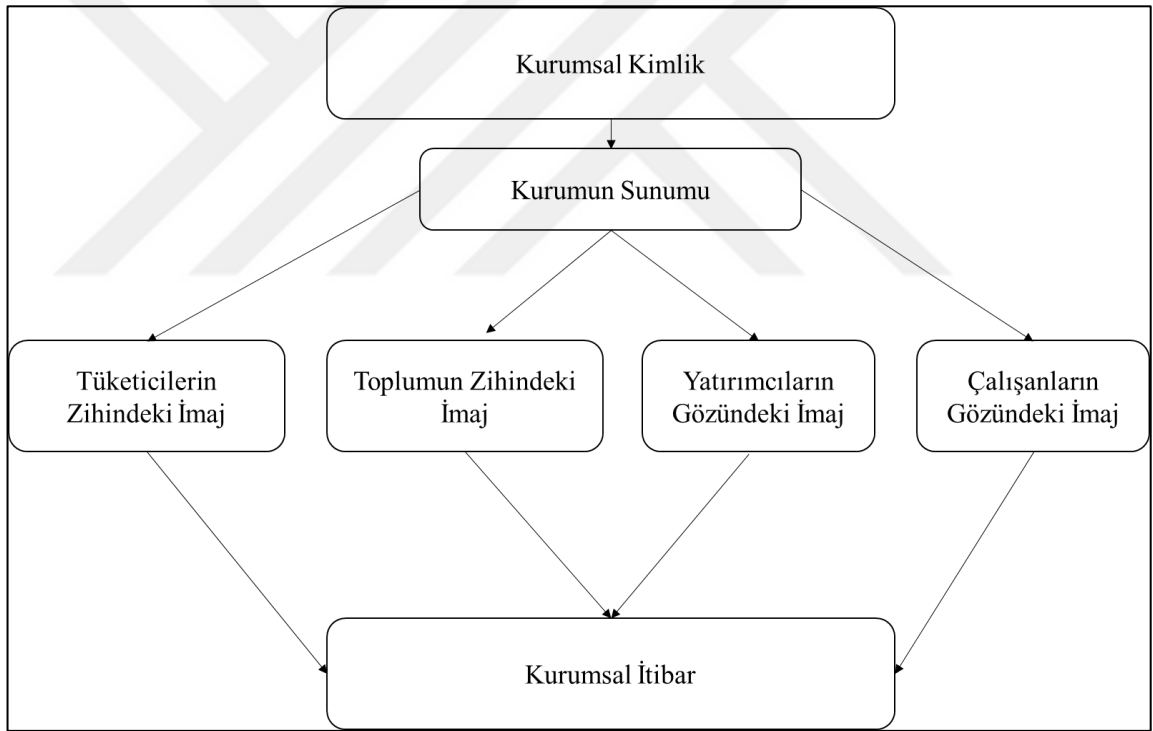 Kurumsal Kimlik
Kurumun Sunumu
Tüketicilerin
Zihindeki İmaj
Toplumun Zihindeki
İmaj
Yatırımcıların
Gözündeki İmaj
Çalışanların
Gözündeki İmaj
Kurumsal İtibar